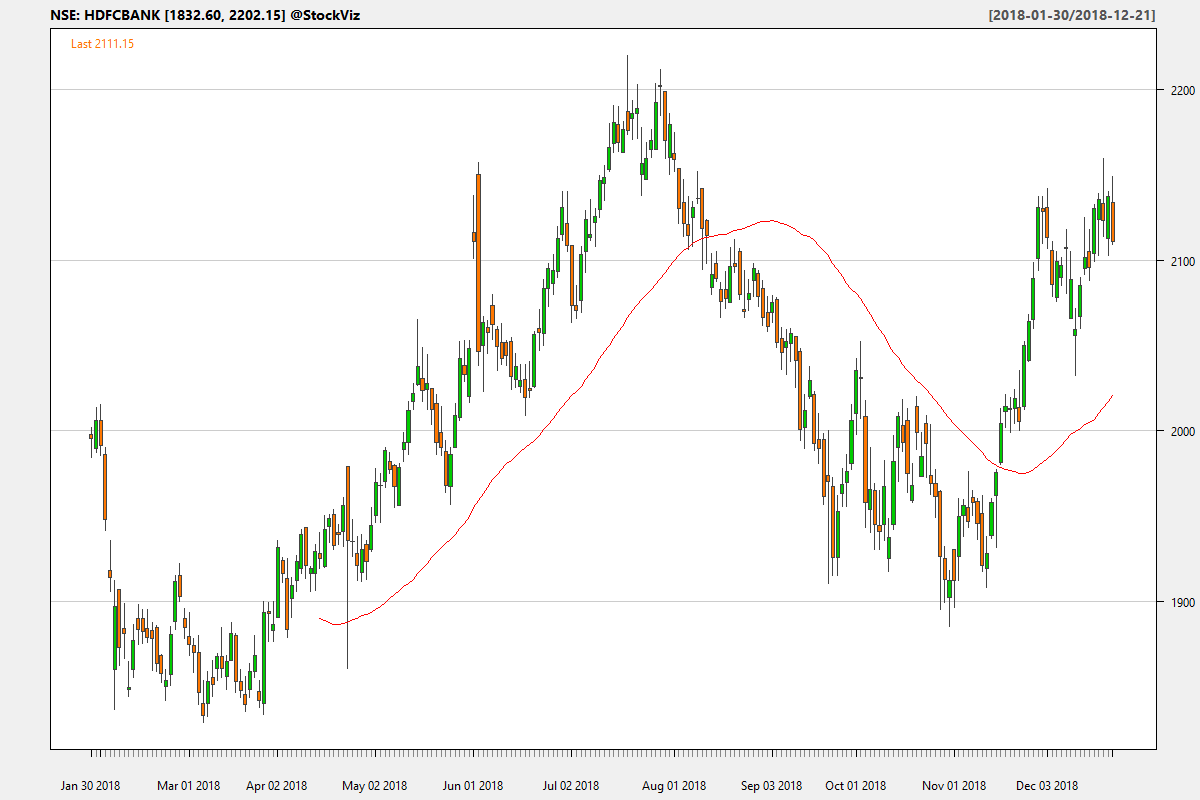 NSE: HDFCBANK [1832.60, 2202.15] @StockViz
[2018-01-30/2018-12-21]
Last 2111.15
2200
2100
2000
1900
Jan 30 2018
Mar 01 2018
Apr 02 2018
May 02 2018
Jun 01 2018
Jul 02 2018
Aug 01 2018
Sep 03 2018
Oct 01 2018
Nov 01 2018
Dec 03 2018